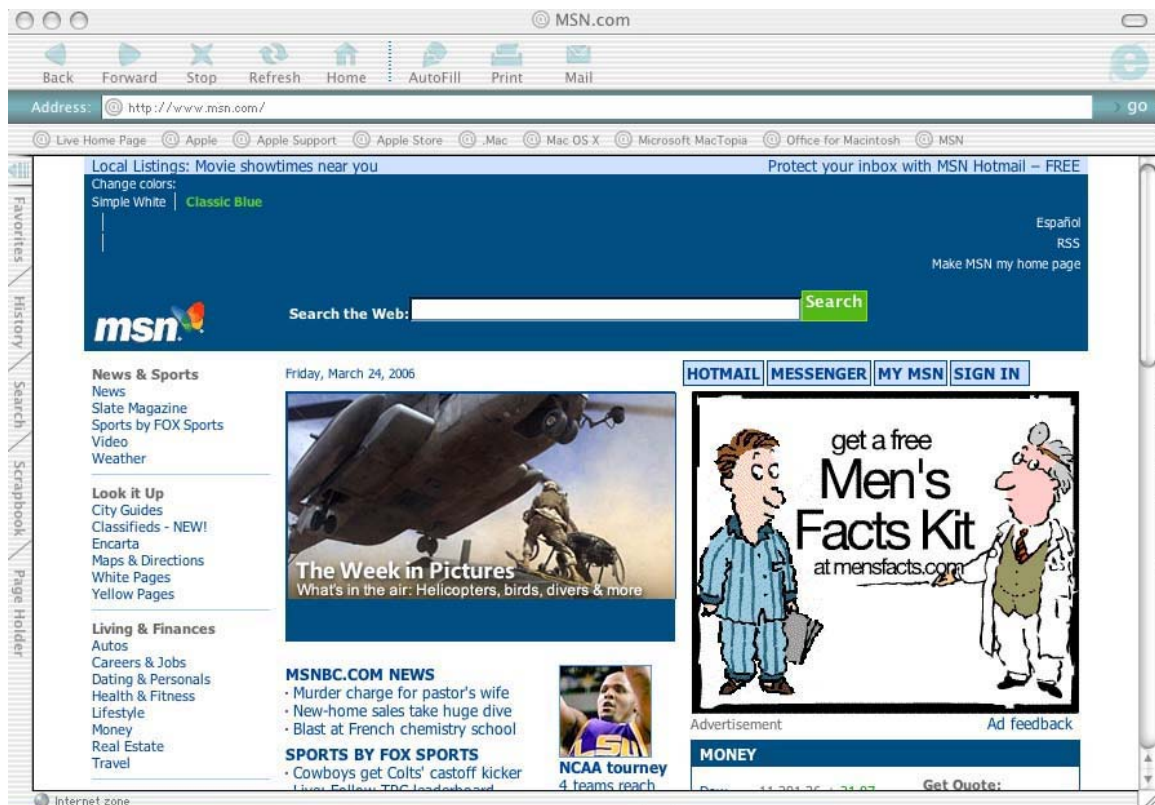 MSN.com
Back Forward Stop Refresh Home AutoFill Print Mail
Address: http://www.msn.com/ go
Live Home Page Apple Apple Support Apple Store .Mac Mac OS X Microsoft MacTopia Office for Macintosh MSN
Favorites
History
Search
Scrapbook
Page Holder
Local Listings: Movie showtimes near you
Protect your inbox with MSN Hotmail – FREE
Change colors:
Simple White | Classic Blue
Español
RSS
Make MSN my home page
msn
Search the Web: Search
News & Sports
News
Slate Magazine
Sports by FOX Sports
Video
Weather
Look it Up
City Guides
Classifieds - NEW!
Encarta
Maps & Directions
White Pages
Yellow Pages
Living & Finances
Autos
Careers & Jobs
Dating & Personals
Health & Fitness
Lifestyle
Money
Real Estate
Travel
Friday, March 24, 2006
The Week in Pictures
What's in the air: Helicopters, birds, divers & more
MSNBC.COM NEWS
· Murder charge for pastor's wife
· New-home sales take huge dive
· Blast at French chemistry school
SPORTS BY FOX SPORTS
· Cowboys get Colts' castoff kicker
· Live: Follow TPC leaderboard
LSU
NCAA tourney
4 teams reach
HOTMAIL MESSENGER MY MSN SIGN IN
get a free
Men's
Facts Kit
at mensfacts.com
Advertisement
Ad feedback
MONEY
Get Quote:
Internet zone